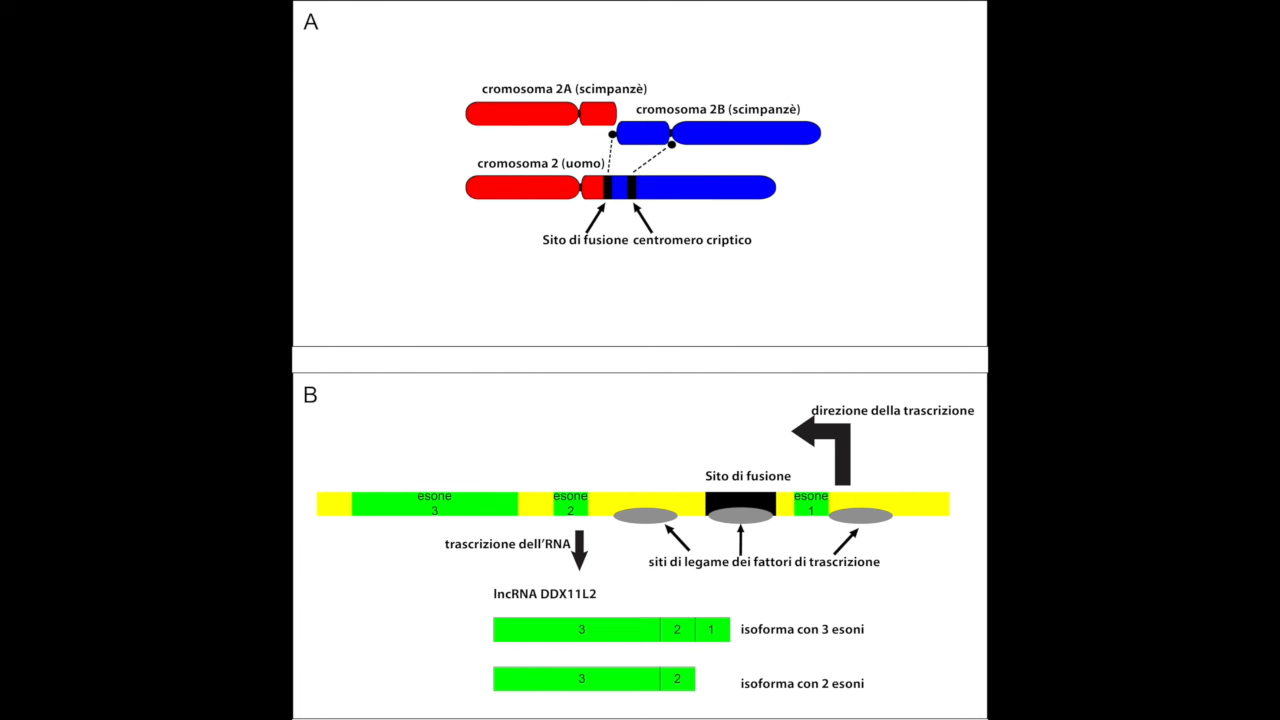 A
cromosoma 2A (scimpanzè)
cromosoma 2B (scimpanzè)
cromosoma 2 (uomo)
Sito di fusione centromero criptico
B
direzione della trascrizione
Sito di fusione
esone
3
esone
2
esone
1
trascrizione dell'RNA
siti di legame dei fattori di trascrizione
lncRNA DDX11L2
3 2 1 isoforma con 3 esoni
3 2 isoforma con 2 esoni